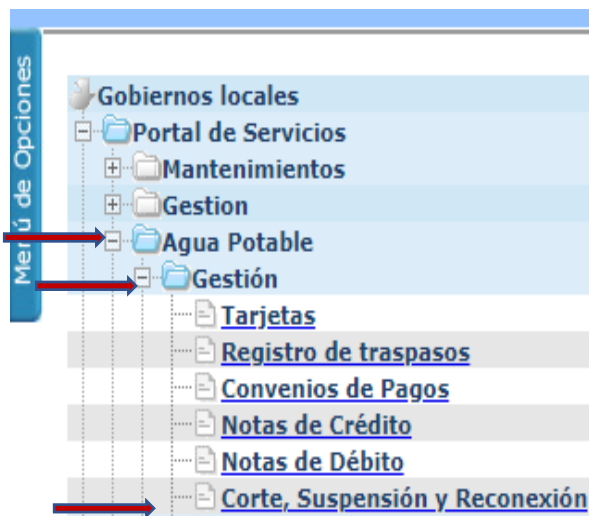 Menú de Opciones
Gobiernos locales
Portal de Servicios
Mantenimientos
Gestion
Agua Potable
Gestión
Tarjetas
Registro de traspasos
Convenios de Pagos
Notas de Crédito
Notas de Débito
Corte, Suspensión y Reconexión